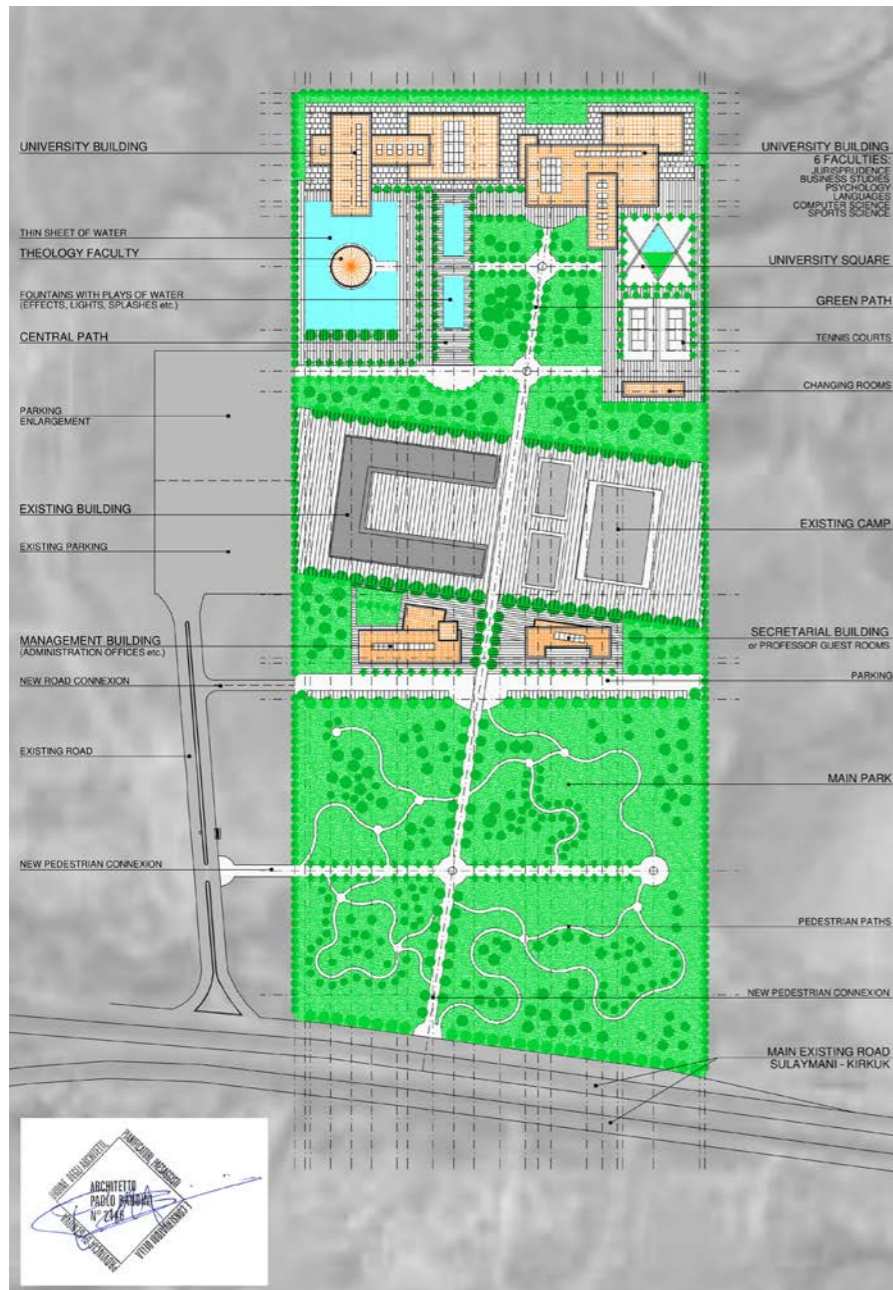 UNIVERSITY BUILDING
THIN SHEET OF WATER
THEOLOGY FACULTY
FOUNTAINS WITH PLAYS OF WATER
(EFFECTS, LIGHTS, SPLASHES etc.)
CENTRAL PATH
PARKING
ENLARGEMENT
EXISTING BUILDING
EXISTING PARKING
MANAGEMENT BUILDING
(ADMINISTRATION OFFICES etc.)
NEW ROAD CONNEXION
EXISTING ROAD
NEW PEDESTRIAN CONNEXION
UNIVERSITY BUILDING
6 FACULTIES:
JURISPRUDENCE
BUSINESS STUDIES
PSYCHOLOGY
LANGUAGES
COMPUTER SCIENCE
SPORTS SCIENCE
UNIVERSITY SQUARE
GREEN PATH
TENNIS COURTS
CHANGING ROOMS
EXISTING CAMP
SECRETARIAL BUILDING
or PROFESSOR GUEST ROOMS
PARKING
MAIN PARK
PEDESTRIAN PATHS
NEW PEDESTRIAN CONNEXION
MAIN EXISTING ROAD
SULAYMANI - KIRKUK
ARCHITETTO
PAOLO
N°